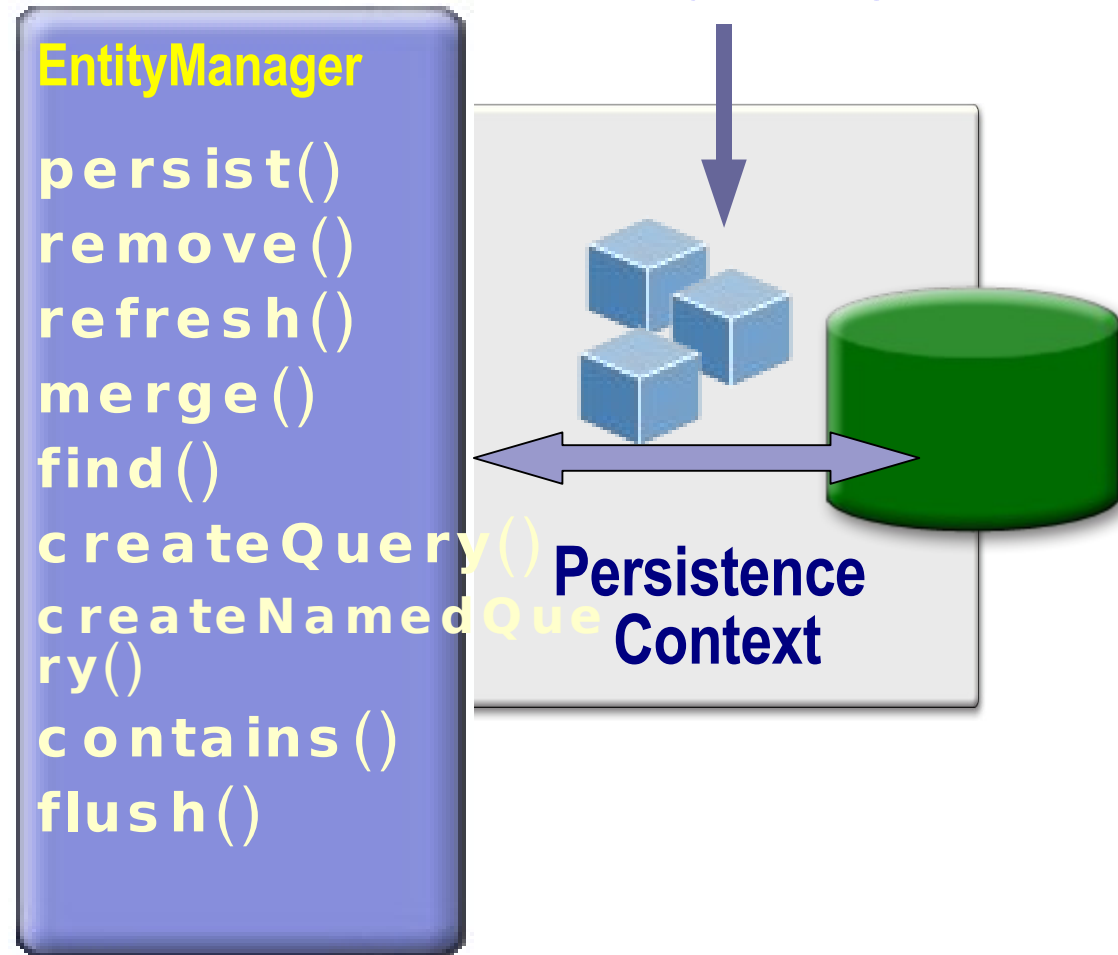 EntityManager
persist()
remove()
refresh()
merge()
find()
createQuery()
createNamedQue
ry()
contains()
flush()
Persistence
Context